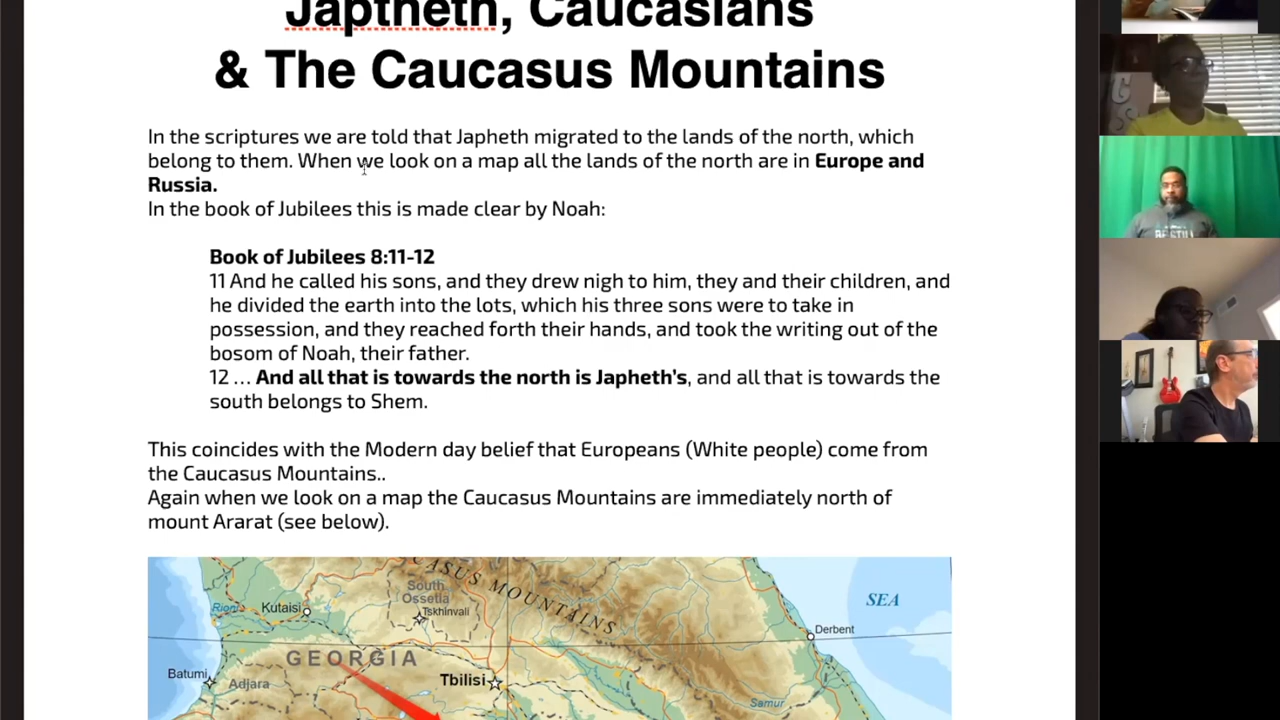 Japtheth, Caucasians
& The Caucasus Mountains
In the scriptures we are told that Japheth migrated to the lands of the north, which
belong to them. When we look on a map all the lands of the north are in Europe and
Russia.
In the book of Jubilees this is made clear by Noah:
Book of Jubilees 8:11-12
11 And he called his sons, and they drew nigh to him, they and their children, and
he divided the earth into the lots, which his three sons were to take in
possession, and they reached forth their hands, and took the writing out of the
bosom of Noah, their father.
12 ... And all that is towards the north is Japheth's, and all that is towards the
south belongs to Shem.
This coincides with the Modern day belief that Europeans (White people) come from
the Caucasus Mountains..
Again when we look on a map the Caucasus Mountains are immediately north of
mount Ararat (see below).
CASUS MOUNTAINS
South
Ossetia
Tskhinvali
Rioni
Kutaisi
SEA
Derbent
GEORGIA
Batumi
Adjara
Tbilisi
Samur
BE STILL